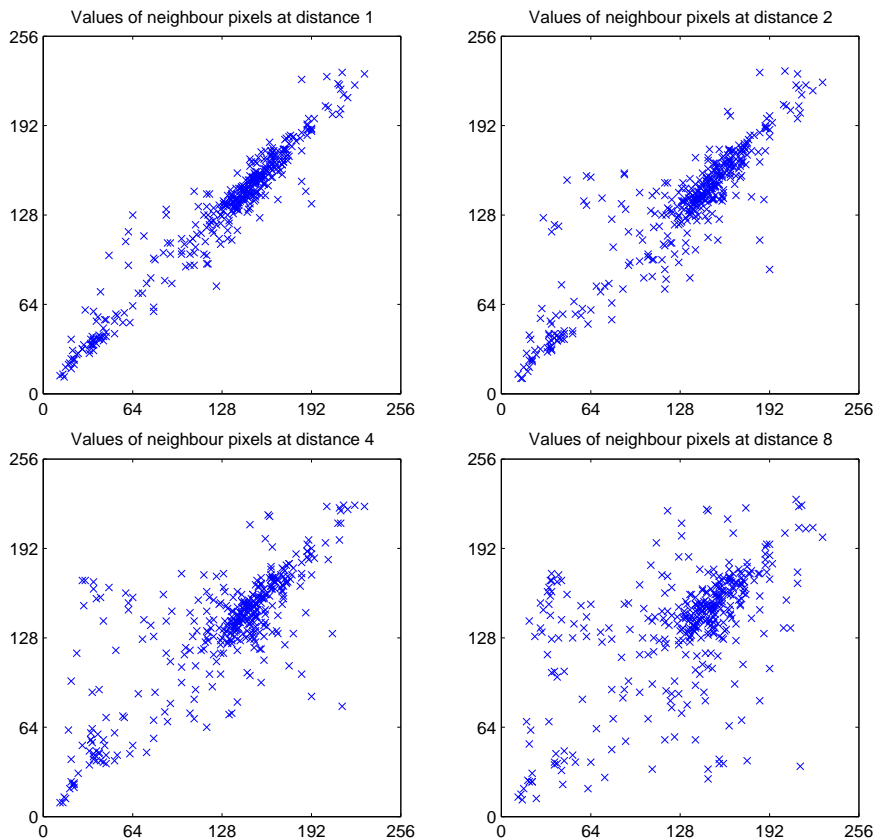 Values of neighbour pixels at distance 1
256
192
128
64
0
0 64 128 192 256
Values of neighbour pixels at distance 2
256
192
128
64
0
0 64 128 192 256
Values of neighbour pixels at distance 4
256
192
128
64
0
0 64 128 192 256
Values of neighbour pixels at distance 8
256
192
128
64
0
0 64 128 192 256